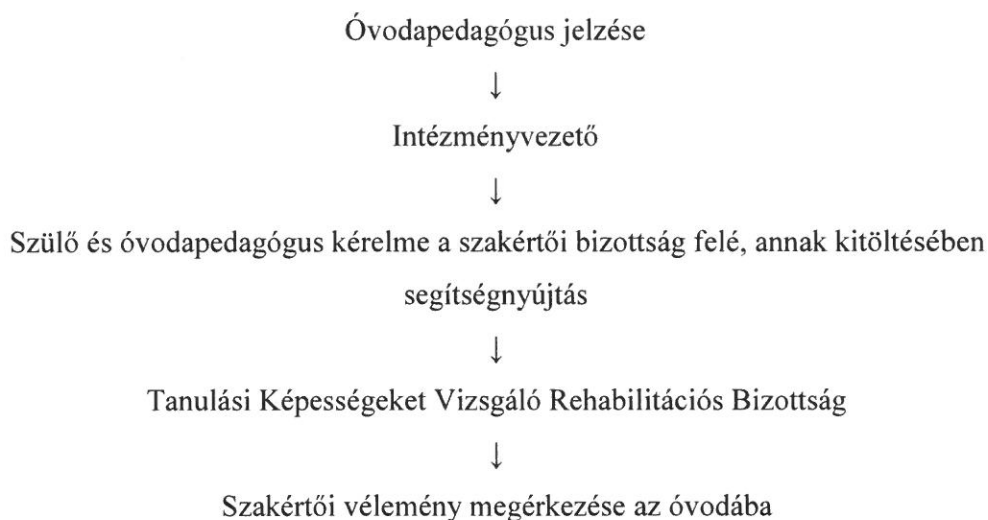 Óvodapedagógus jelzése
↓
Intézményvezető
↓
Szülő és óvodapedagógus kérelme a szakértői bizottság felé, annak kitöltésében
segítségnyújtás
↓
Tanulási Képességeket Vizsgáló Rehabilitációs Bizottság
↓
Szakértői vélemény megérkezése az óvodába